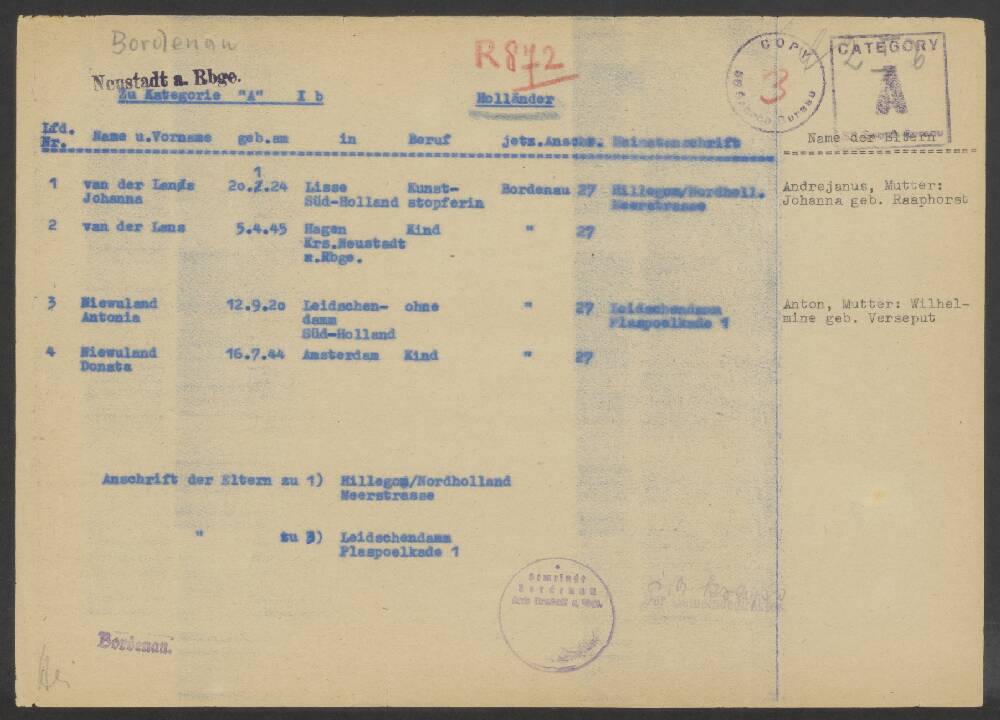 Bordenau
R872
COPY
3
CATEGORY
A
Neustadt a. Rbge.
Zu Kategorie "A" I b
Holländer
Lfd. Nr. Name u.Vorname geb.am in Beruf jetz.Anschr. Heimatanschrift Name der Eltern
1 van der Lans 20.1.24 Lisse Kunst- Bordenau 27 Hillegom/Nordholl. Andrejanus, Mutter:
Johanna Süd-Holland stopferin Meerstrasse Johanna geb. Raaphorst
2 van der Lans 5.4.45 Hagen Kind " 27
Krs.Neustadt
a.Rbge.
3 Niewuland 12.9.20 Leidschen- ohne " 27 Leidschendamm Anton, Mutter: Wilhel-
Antonia damm Plaspoelkade 1 mine geb. Verseput
Süd-Holland
4 Niewuland 16.7.44 Amsterdam Kind " 27
Donata
Anschrift der Eltern zu 1) Hillegom/Nordholland
Meerstrasse
" zu 3) Leidschendamm
Plaspoelkade 1
Gemeinde
Bordenau
Bordenau.